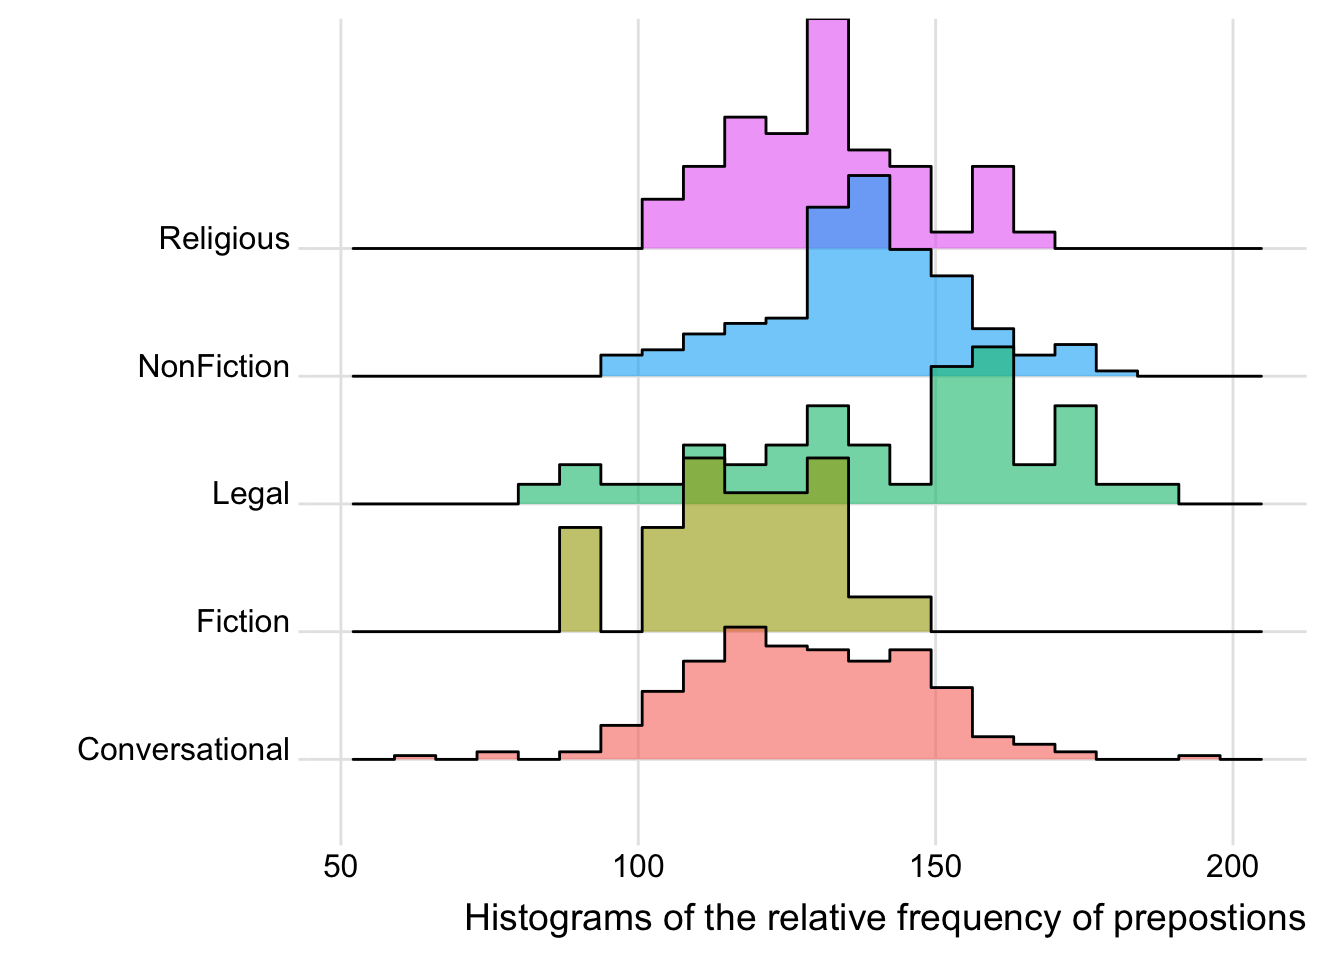 Religious
NonFiction
Legal
Fiction
Conversational
50 100 150 200
Histograms of the relative frequency of prepostions